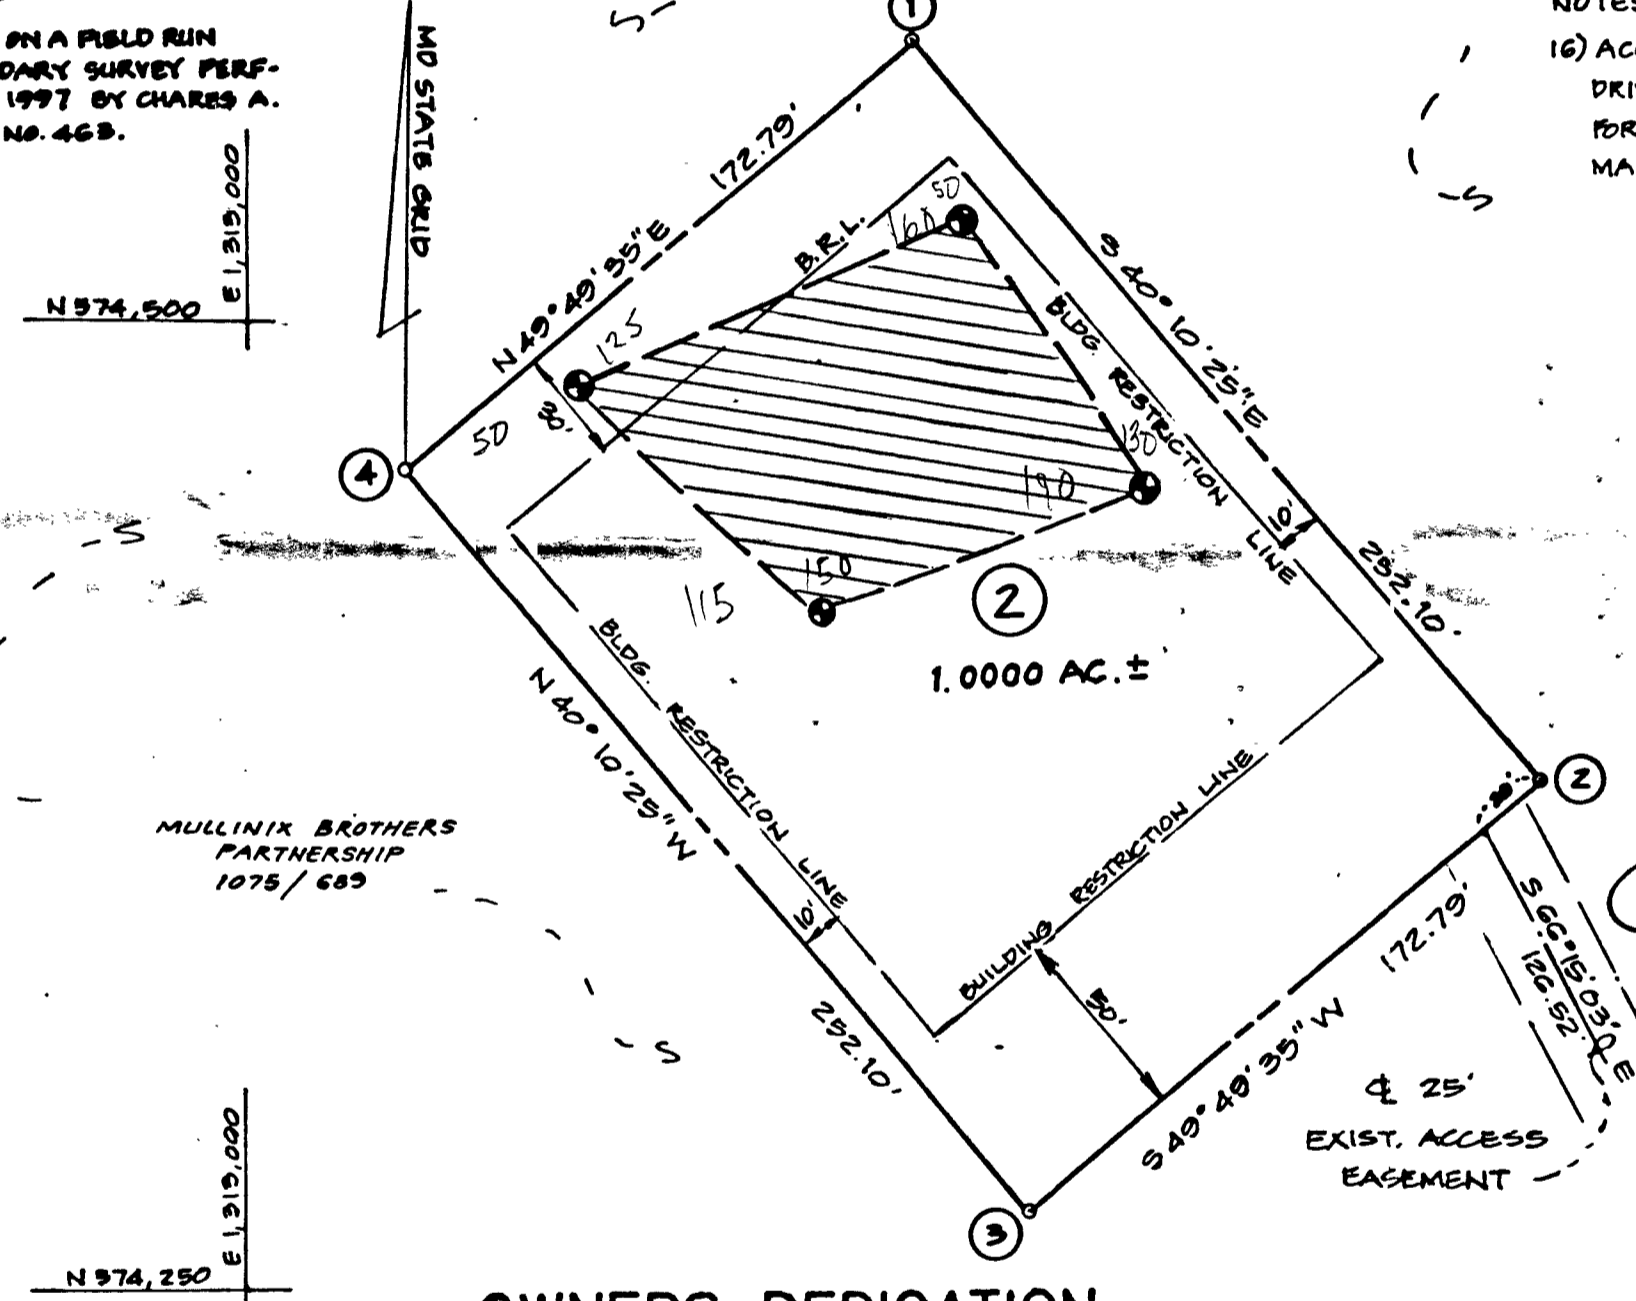 ON A FIELD RUN
DARY SURVEY PERF-
1997 BY CHARES A.
NO. 463.
MD STATE GRID
E 1,315,000
N 574,500
1
NOTES
16) AC
DRI
FOR
MA
172.79'
N 49° 49' 35" E
B.R.L.
50
160
125
50
30'
4
S 40° 10' 25" E
BLDG. RESTRICTION LINE
130
190
10'
252.10'
150
115
2
1.0000 AC.±
BLDG. RESTRICTION LINE
N 40° 10' 25" W
10'
252.10'
MULLINIX BROTHERS
PARTNERSHIP
1075/689
2
BUILDING RESTRICTION LINE
50'
172.79'
S 49° 49' 35" W
S 66° 15' 03" E
126.52'
℄ 25'
EXIST. ACCESS
EASEMENT
3
E 1,315,000
N 574,250
OWNERS DEDICATION